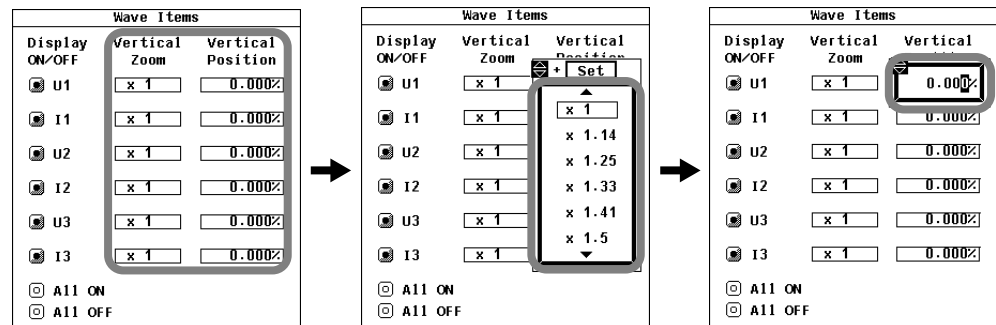 Wave Items
Display Vertical Vertical
ON/OFF Zoom Position
U1 x 1 0.000%
I1 x 1 0.000%
U2 x 1 0.000%
I2 x 1 0.000%
U3 x 1 0.000%
I3 x 1 0.000%
All ON
All OFF
Wave Items
Display Vertical Vertical
ON/OFF Zoom Position
+ Set
U1 x 1
x 1
I1 x 1
x 1.14
U2 x 1
x 1.25
I2 x 1
x 1.33
U3 x 1
x 1.41
I3 x 1
x 1.5
All ON
All OFF
Wave Items
Display Vertical Vertical
ON/OFF Zoom
U1 x 1 0.000%
I1 x 1 0.000%
U2 x 1 0.000%
I2 x 1 0.000%
U3 x 1 0.000%
I3 x 1 0.000%
All ON
All OFF